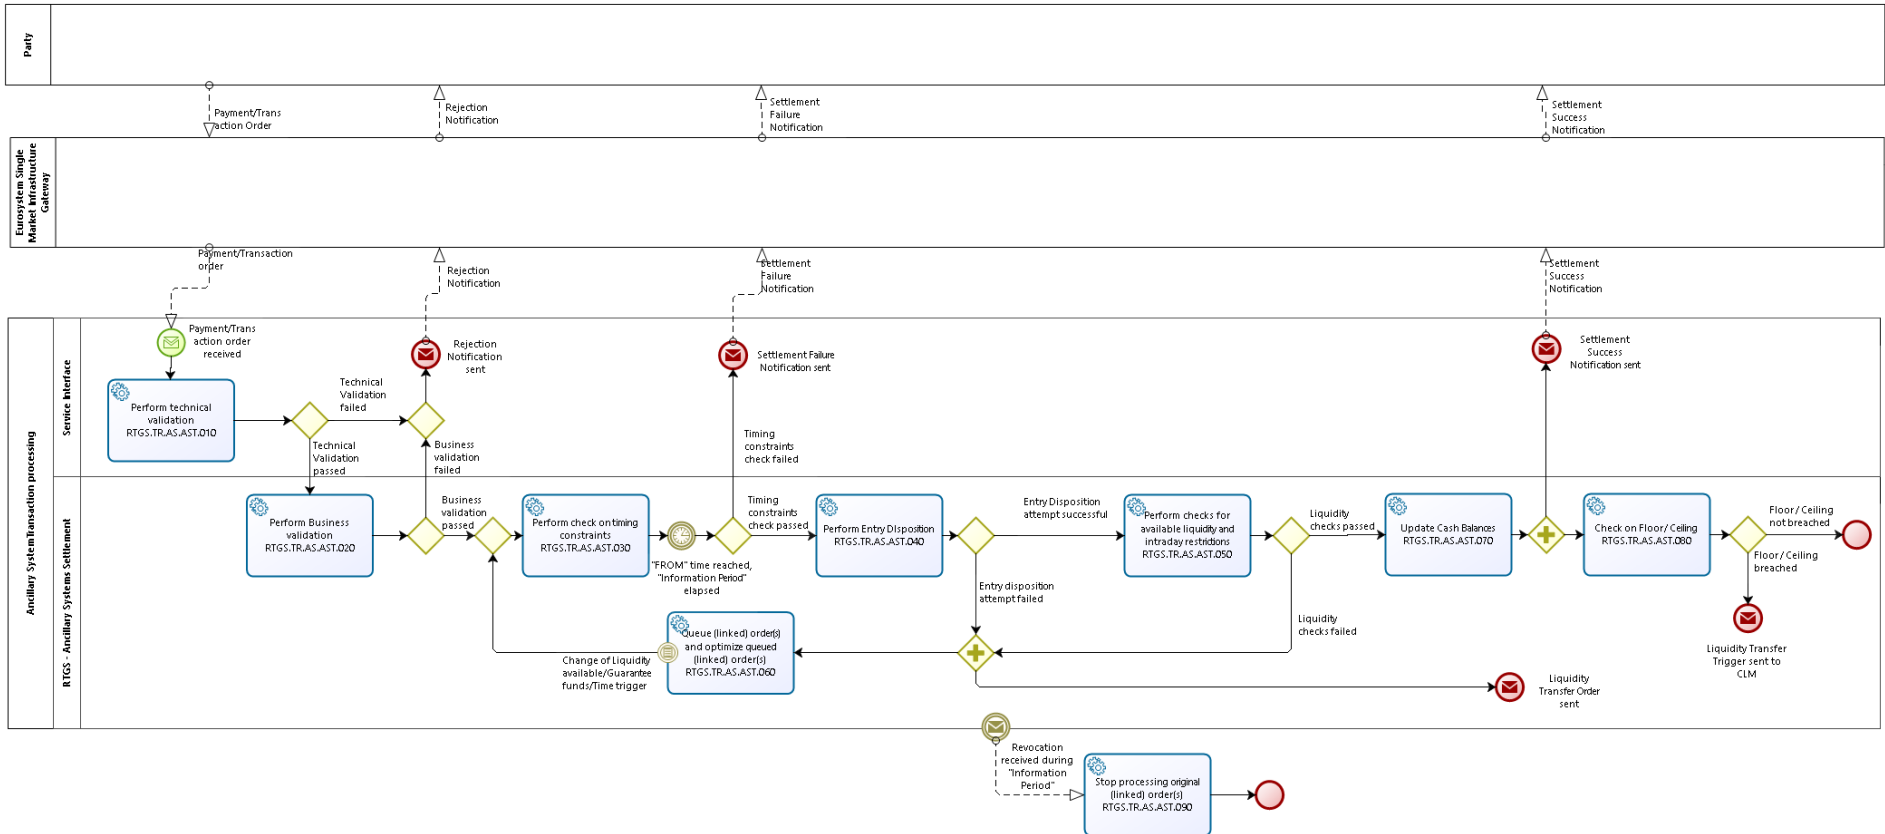 Party
Payment/Trans
action Order
Rejection
Notification
Settlement
Failure
Notification
Settlement
Success
Notification
Eurosystem Single
Market Infrastructure
Gateway
Payment/Transaction
order
Rejection
Notification
Settlement
Failure
Notification
Settlement
Success
Notification
Ancillary SystemTransaction processing
Service Interface
Payment/Trans
action order
received
Rejection
Notification
sent
Settlement Failure
Notification sent
Settlement
Success
Notification sent
Perform technical
validation
RTGS.TR.AS.AST.010
Technical
Validation
failed
Technical
Validation
passed
Business
validation
failed
Timing
constraints
check failed
RTGS - Ancillary Systems Settlement
Perform Business
validation
RTGS.TR.AS.AST.020
Business
validation
passed
Perform check on timing
constraints
RTGS.TR.AS.AST.030
"FROM" time reached,
"Information Period"
elapsed
Timing
constraints
check passed
Perform Entry DIsposition
RTGS.TR.AS.AST.040
Entry Disposition
attempt successful
Entry disposition
attempt failed
Perform checks for
available liquidity and
intraday restrictions
RTGS.TR.AS.AST.050
Liquidity
checks passed
Liquidity
checks failed
Update Cash Balances
RTGS.TR.AS.AST.070
Check on Floor/ Ceiling
RTGS.TR.AS.AST.080
Floor/ Ceiling
not breached
Floor/ Ceiling
breached
Liquidity Transfer
Trigger sent to
CLM
Queue (linked) order(s)
and optimize queued
(linked) order(s)
RTGS.TR.AS.AST.060
Change of Liquidity
available/Guarantee
funds/Time trigger
Liquidity
Transfer Order
sent
Revocation
received during
"Information
Period"
Stop processing original
(linked) order(s)
RTGS.TR.AS.AST.090